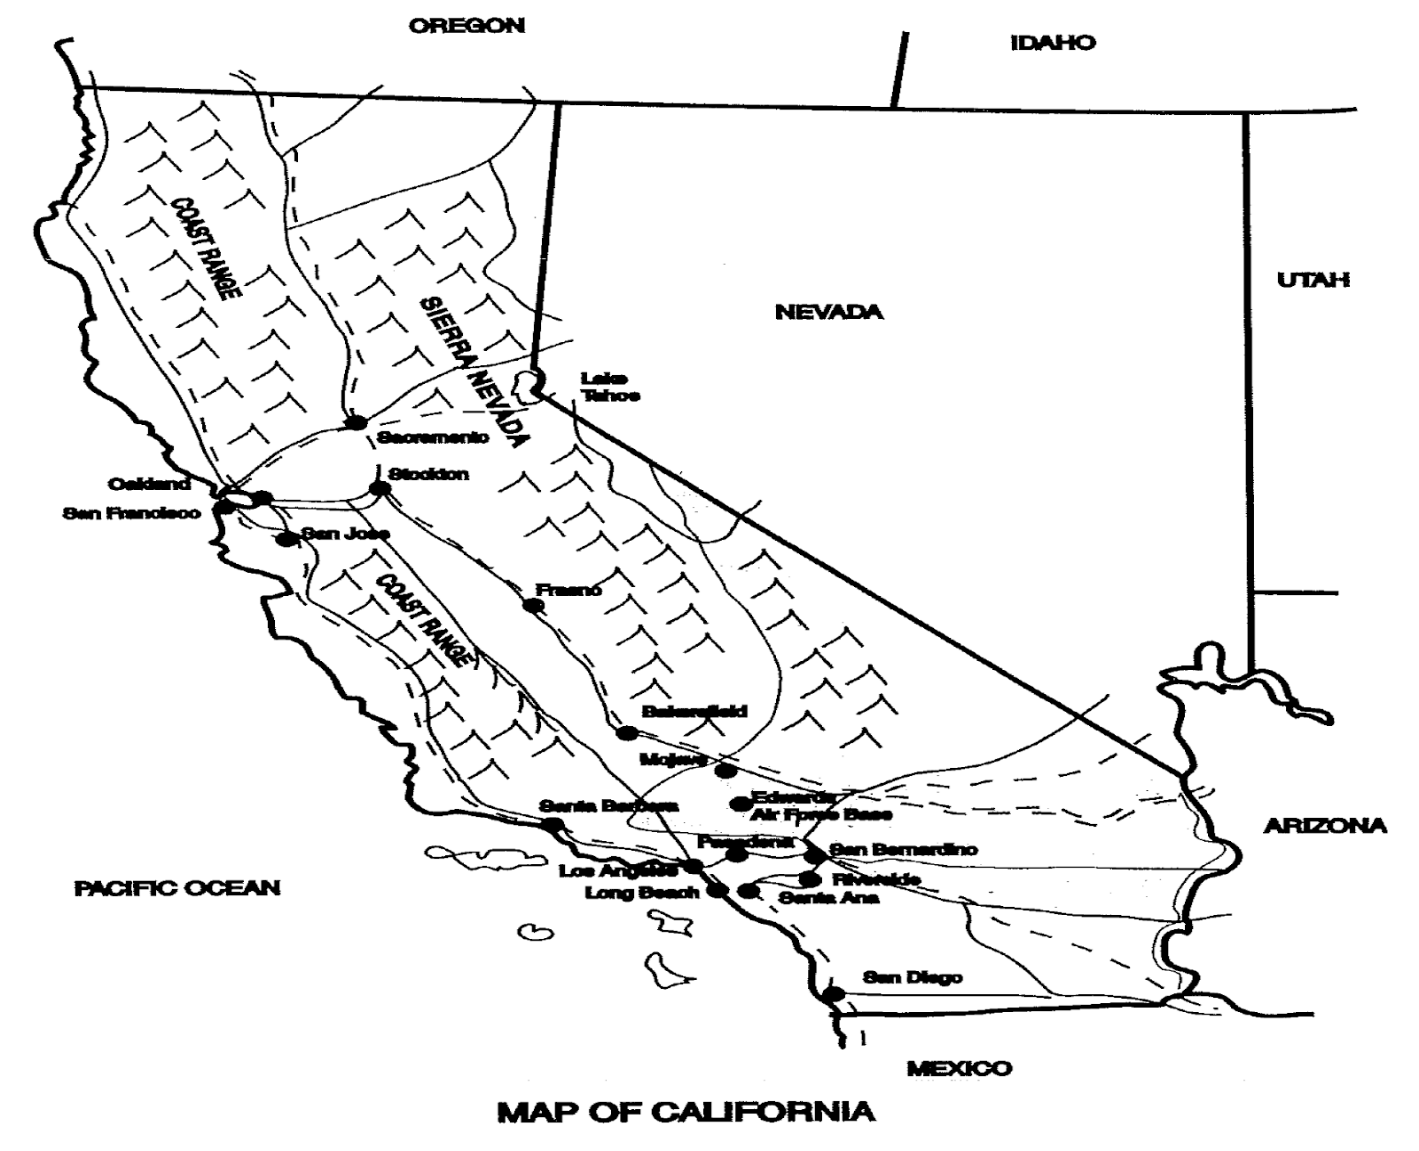 OREGON
IDAHO
COAST RANGE
UTAH
NEVADA
SIERRA NEVADA
Lake
Tahoe
Sacramento
Stockton
Oakland
San Francisco
San Jose
COAST RANGE
Fresno
Bakersfield
Mojave
Edwards
Air Force Base
Santa Barbara
ARIZONA
Pasadena
San Bernardino
Los Angeles
Riverside
PACIFIC OCEAN
Long Beach
Santa Ana
San Diego
MEXICO
MAP OF CALIFORNIA